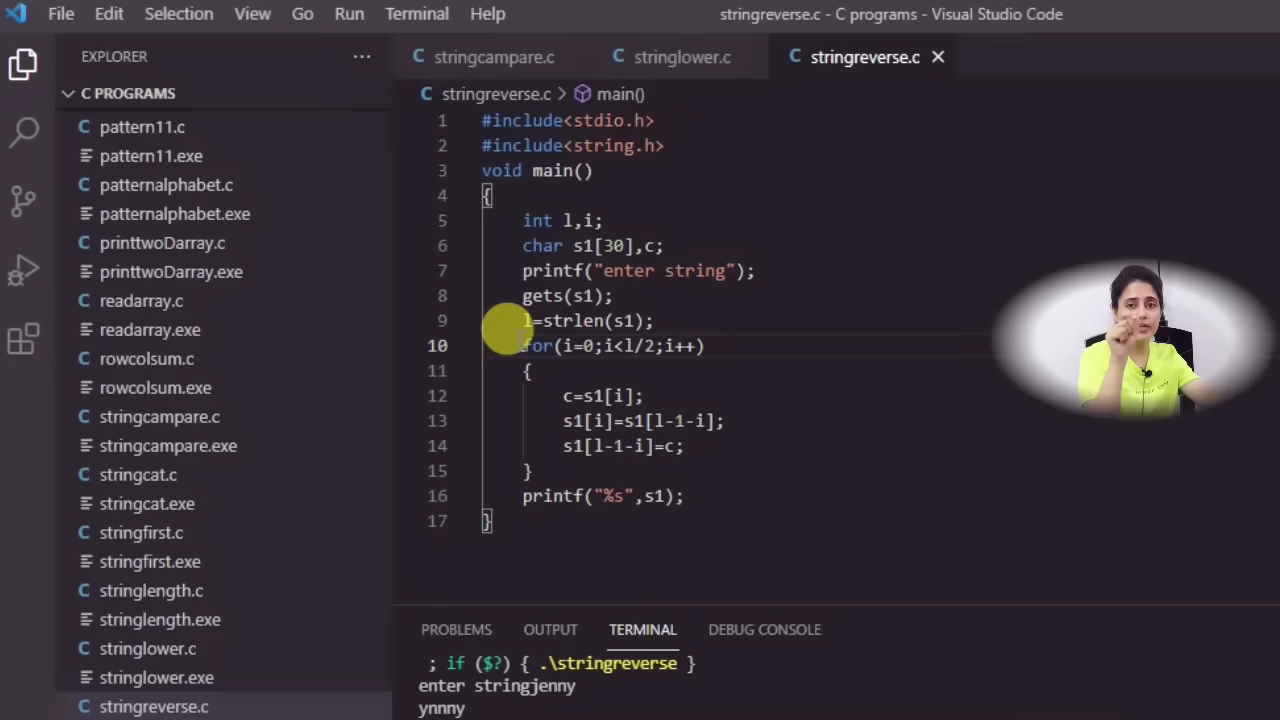 File Edit Selection View Go Run Terminal Help
stringreverse.c - C programs - Visual Studio Code
EXPLORER
C PROGRAMS
pattern11.c
pattern11.exe
patternalphabet.c
patternalphabet.exe
printtwoDarray.c
printtwoDarray.exe
readarray.c
readarray.exe
rowcolsum.c
rowcolsum.exe
stringcampare.c
stringcampare.exe
stringcat.c
stringcat.exe
stringfirst.c
stringfirst.exe
stringlength.c
stringlength.exe
stringlower.c
stringlower.exe
stringreverse.c
C stringcampare.c C stringlower.c C stringreverse.c
C stringreverse.c > main()
1 #include<stdio.h>
2 #include<string.h>
3 void main()
4 {
5 int l,i;
6 char s1[30],c;
7 printf("enter string");
8 gets(s1);
9 l=strlen(s1);
10 for(i=0;i<l/2;i++)
11 {
12 c=s1[i];
13 s1[i]=s1[l-1-i];
14 s1[l-1-i]=c;
15 }
16 printf("%s",s1);
17 }
PROBLEMS OUTPUT TERMINAL DEBUG CONSOLE
; if ($?) { .\stringreverse }
enter stringjenny
ynnny